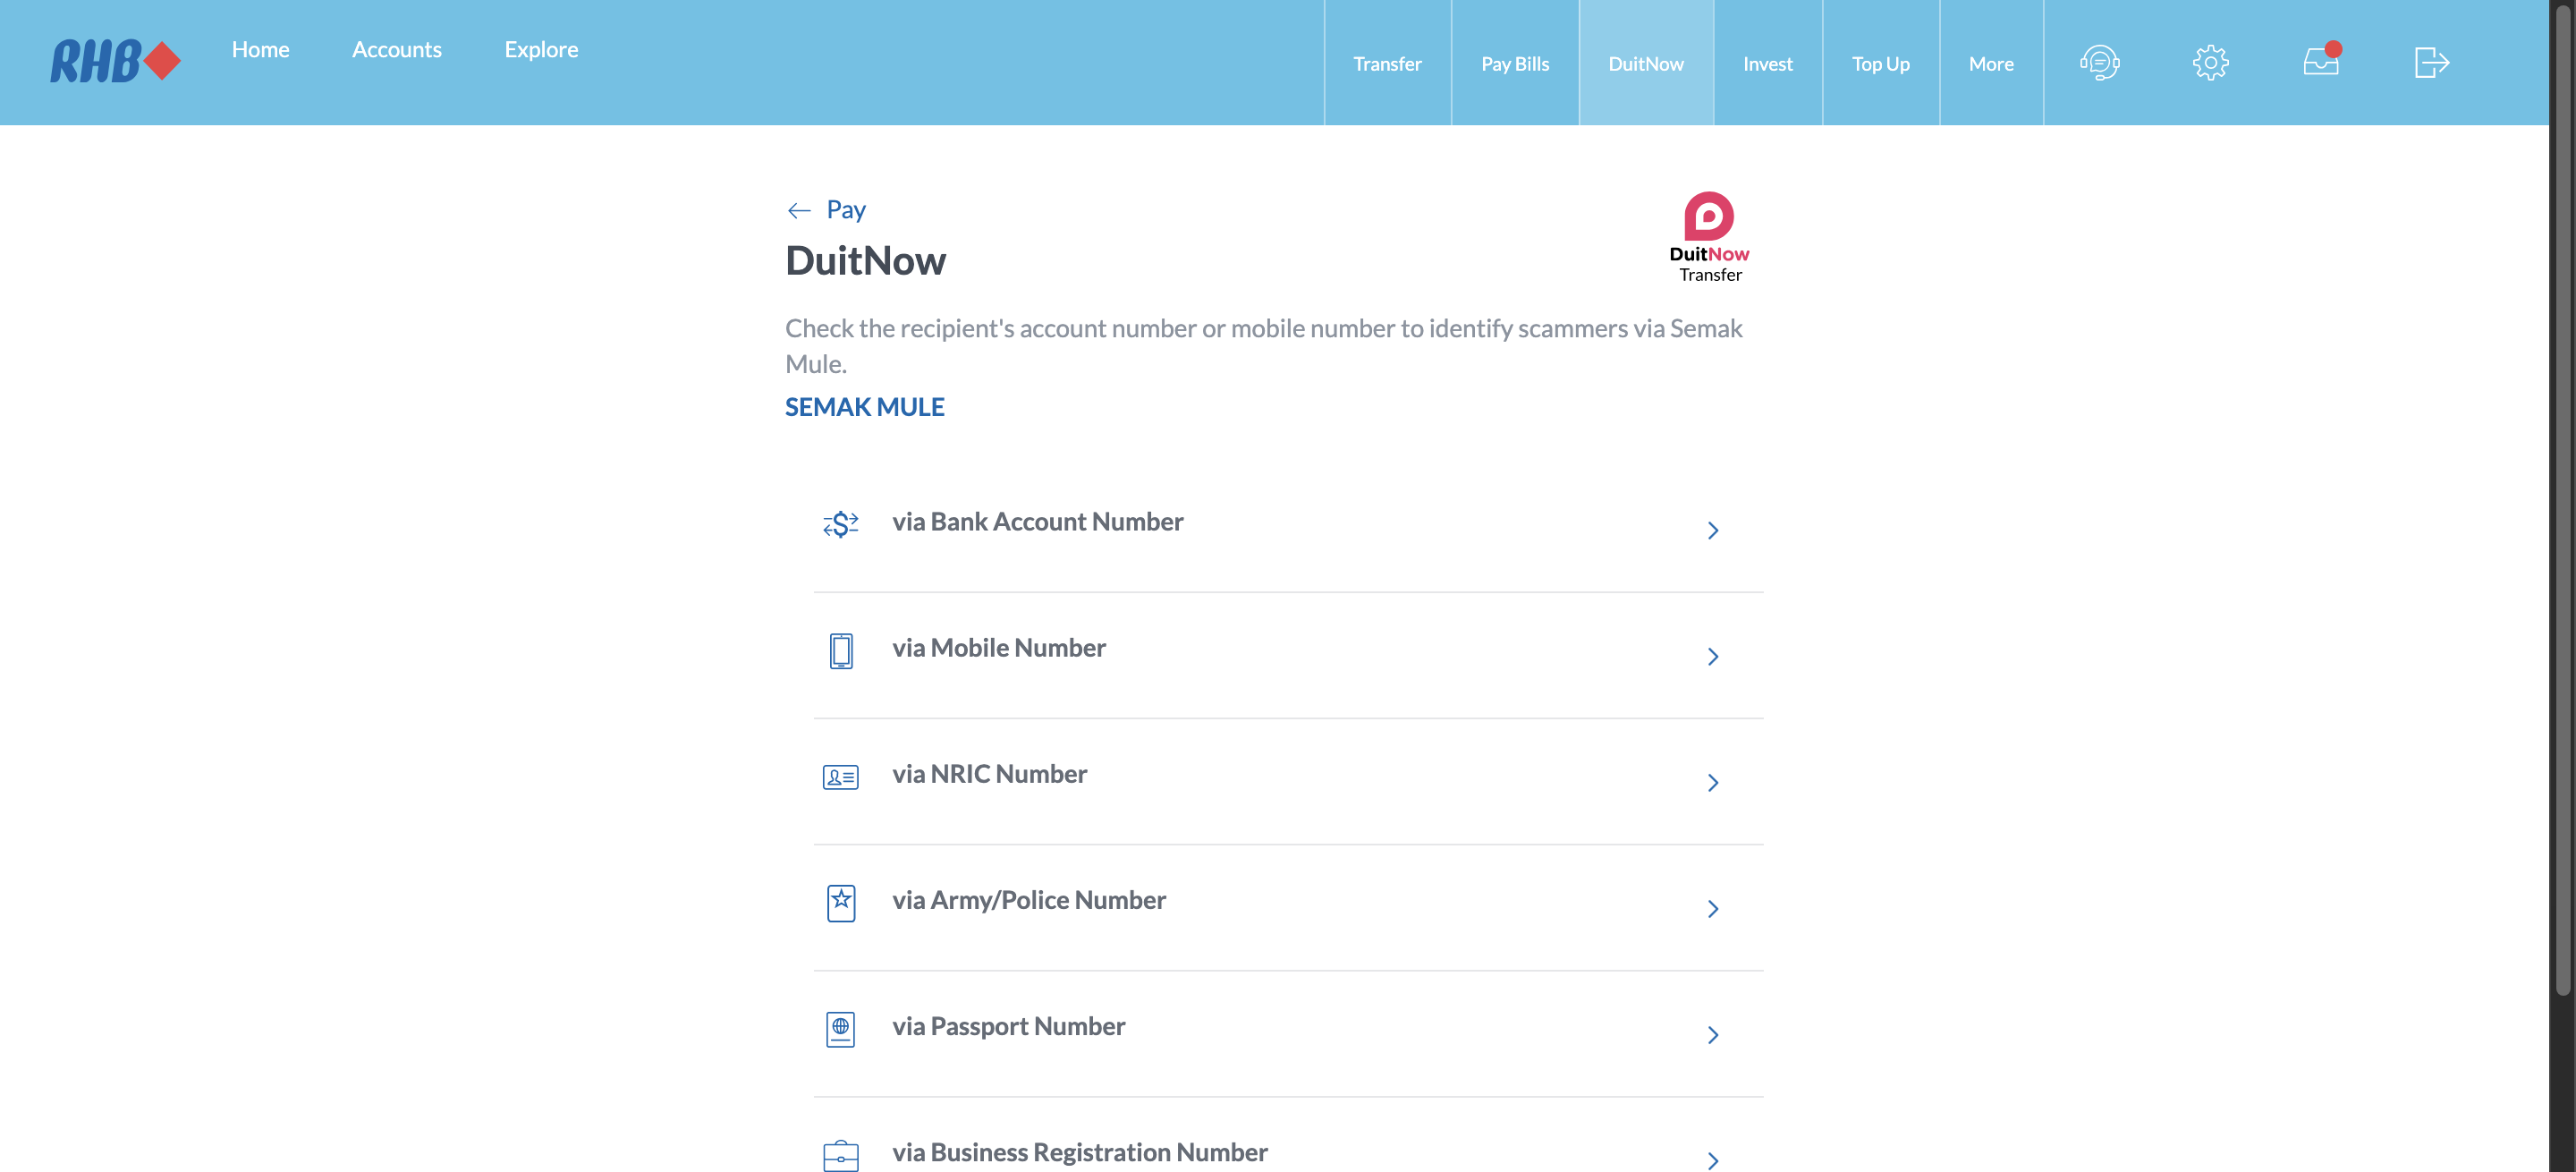 RHB
Home
Accounts
Explore
Transfer
Pay Bills
DuitNow
Invest
Top Up
More
Pay
DuitNow
DuitNow
Transfer
Check the recipient's account number or mobile number to identify scammers via Semak
Mule.
SEMAK MULE
via Bank Account Number
via Mobile Number
via NRIC Number
via Army/Police Number
via Passport Number
via Business Registration Number